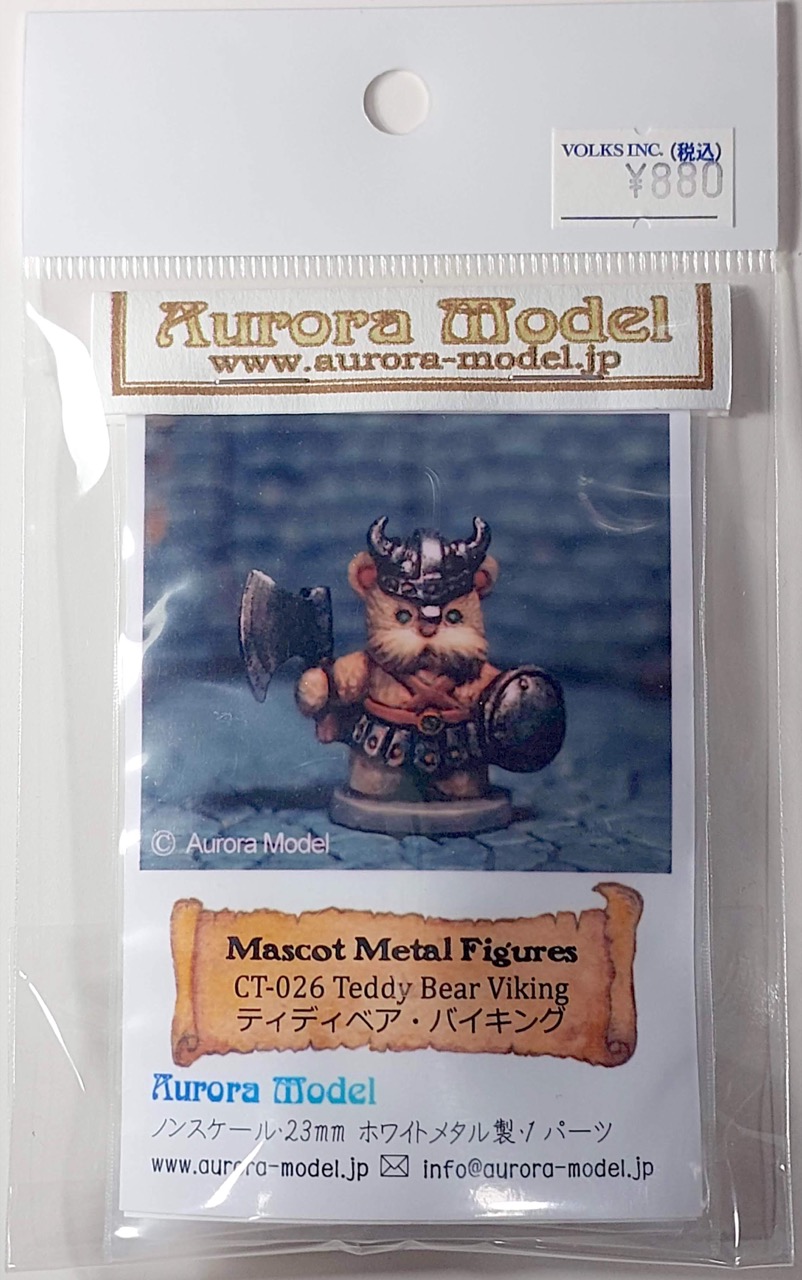 VOLKS INC. (税込)
¥880
Aurora Model
www.aurora-model.jp
© Aurora Model
Mascot Metal Figures
CT-026 Teddy Bear Viking
ティディベア・バイキング
Aurora Model
ノンスケール・23mm ホワイトメタル製・1 パーツ
www.aurora-model.jp ✉ info@aurora-model.jp